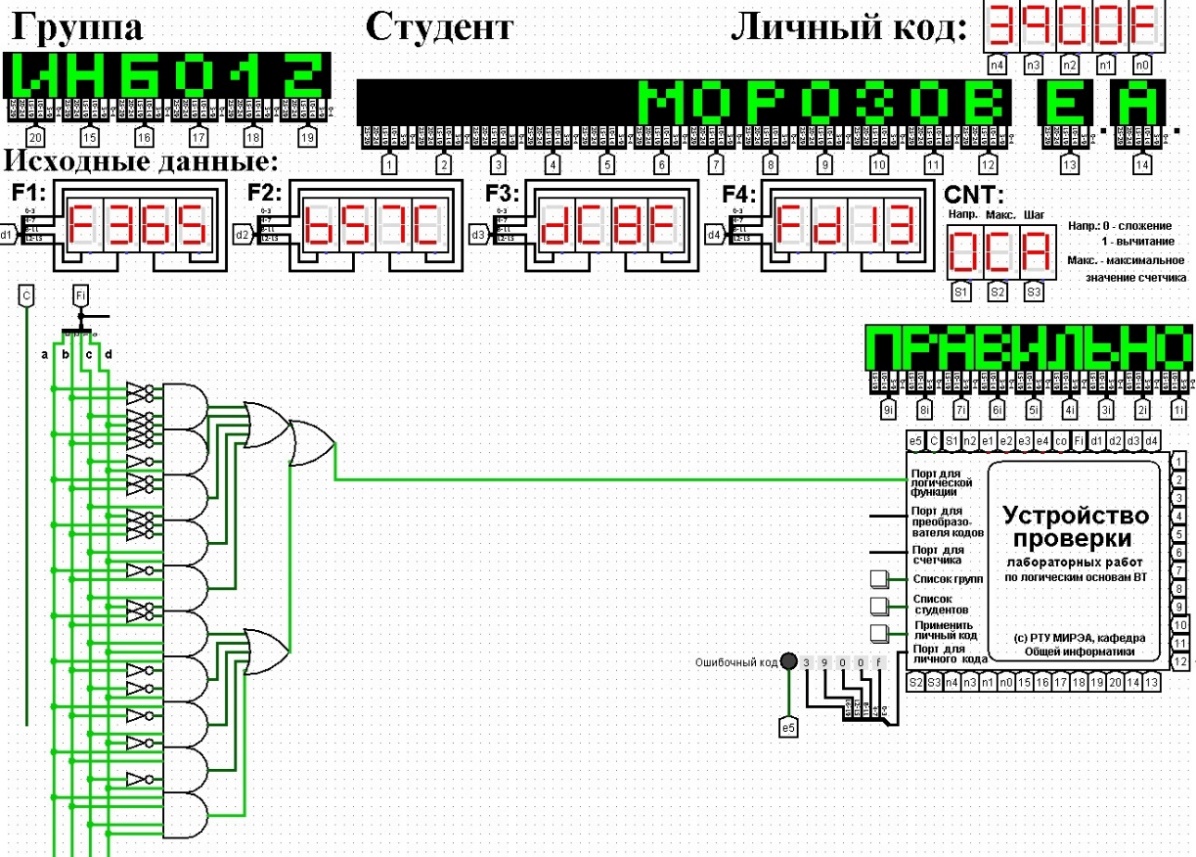 Группа Студент Личный код: 3900F
n4 n3 n2 n1 n0
ИНБО12 МОРОЗОВ Е. А.
20 15 16 17 18 19
1 2 3 4 5 6 7 8 9 10 11 12 13 14
Исходные данные:
F1: F365 F2: b57C F3: dC8F F4: Fd13 CNT:
d1 d2 d3 d4
Напр. Макс. Шаг
0CA
S1 S2 S3
Напр.: 0 - сложение
1 - вычитание
Макс. - максимальное
значение счетчика
C Fi
a b c d
ПРАВИЛЬНО
9i 8i 7i 6i 5i 4i 3i 2i 1i
e5 C S1 n2 e1 e2 e3 e4 co Fi d1 d2 d3 d4
Порт для
логической
функции
Порт для
преобразо-
вателя кодов
Порт для
счетчика
Список групп
Список
студентов
Применить
личный код
Порт для
личного кода
Устройство
проверки
лабораторных работ
по логическим основам ВТ
(с) РТУ МИРЭА, кафедра
Общей информатики
1
2
3
4
5
6
7
8
9
10
11
12
S2 S3 n4 n3 n1 n0 15 16 17 18 19 20 14 13
Ошибочный код: 3 9 0 0 f
e5